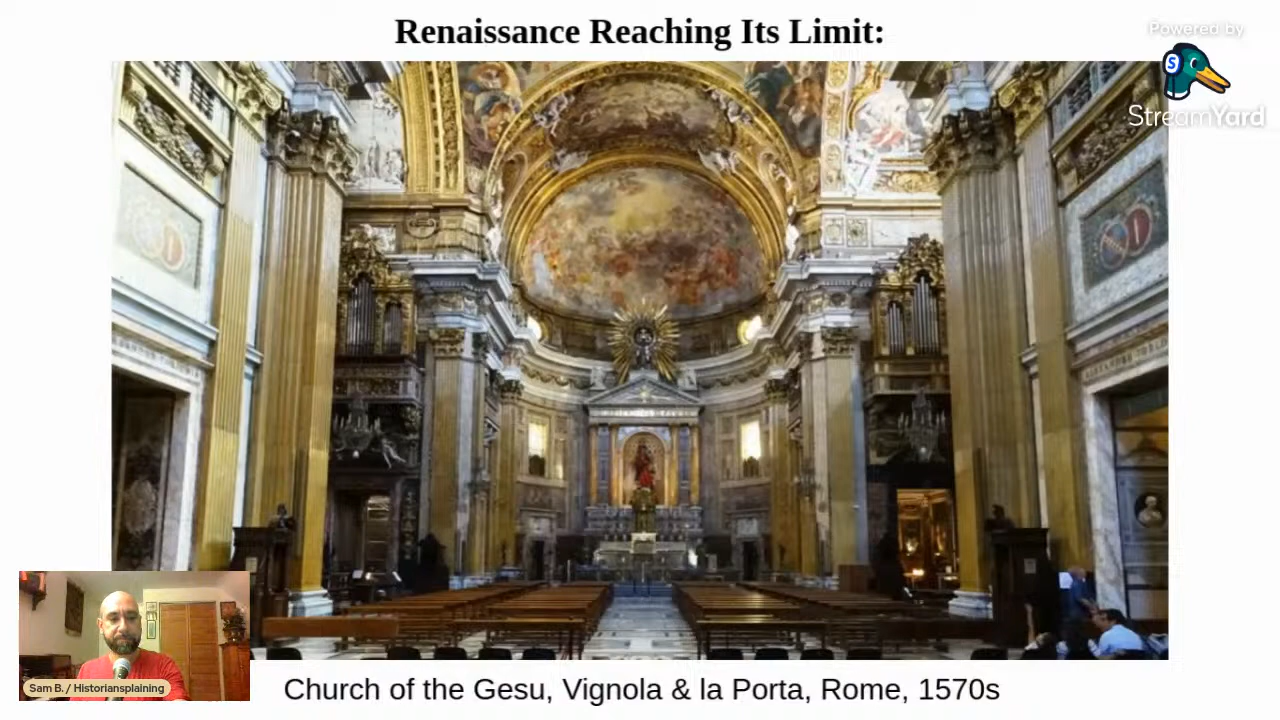 Renaissance Reaching Its Limit:
Powered by
S
StreamYard
Sam B. / Historiansplaining
Church of the Gesu, Vignola & la Porta, Rome, 1570s